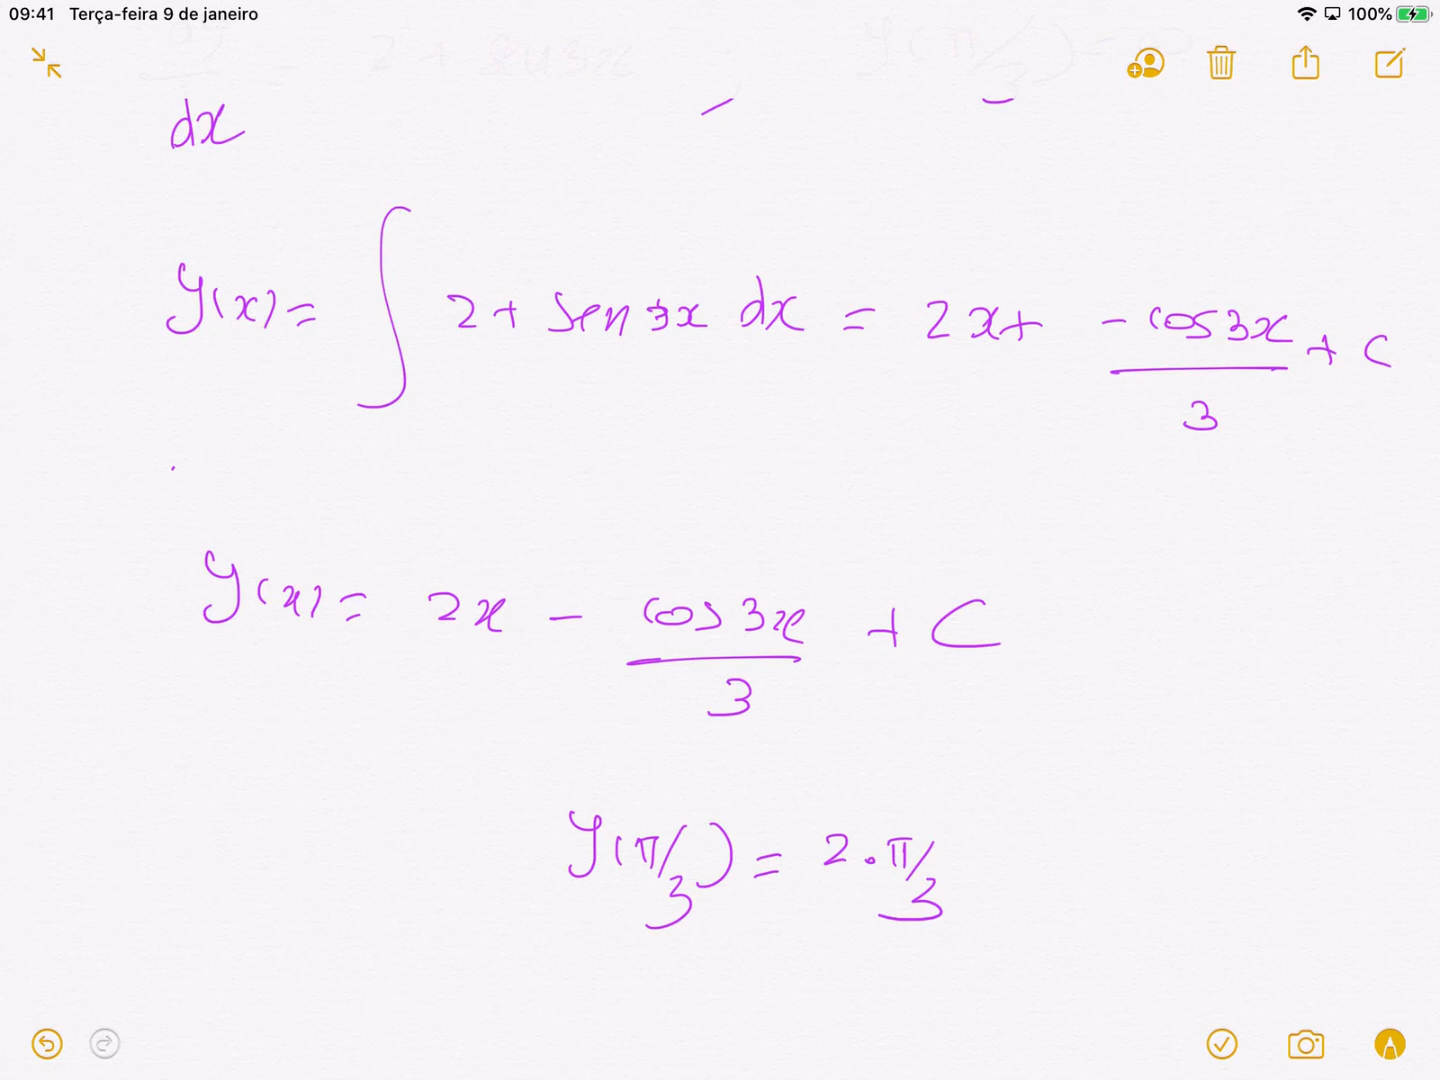 09:41 Terça-feira 9 de janeiro 100%
dx
y(x) = ∫ 2 + sen 3x dx = 2x + -cos 3x / 3 + C
y(x) = 2x - cos 3x / 3 + C
y(π/3) = 2 . π/3